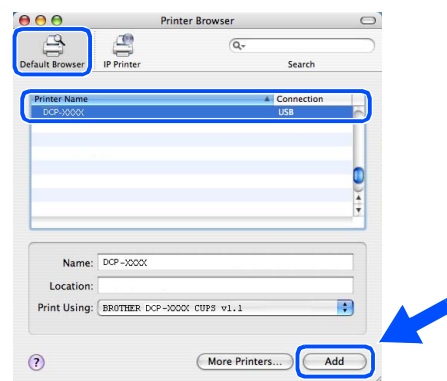 Printer Browser
Default Browser IP Printer Search
Printer Name Connection
DCP-XXXX USB
Name: DCP-XXXX
Location:
Print Using: BROTHER DCP-XXXX CUPS v1.1
? More Printers... Add